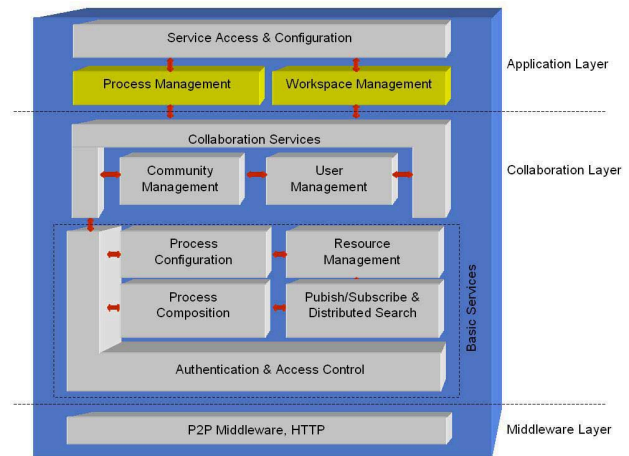 Service Access & Configuration
Process Management
Workspace Management
Application Layer
Collaboration Services
Community
Management
User
Management
Collaboration Layer
Process
Configuration
Resource
Management
Process
Composition
Pubish/Subscribe &
Distributed Search
Basic Services
Authentication & Access Control
P2P Middleware, HTTP
Middleware Layer